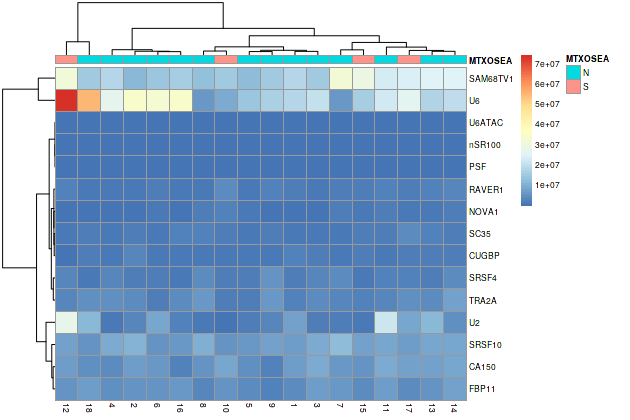 MTXOSEA
SAM68TV1
U6
U6ATAC
nSR100
PSF
RAVER1
NOVA1
SC35
CUGBP
SRSF4
TRA2A
U2
SRSF10
CA150
FBP11
12 18 4 2 6 16 8 10 5 9 1 3 7 15 11 17 13 14
7e+07
6e+07
5e+07
4e+07
3e+07
2e+07
1e+07
MTXOSEA
N
S